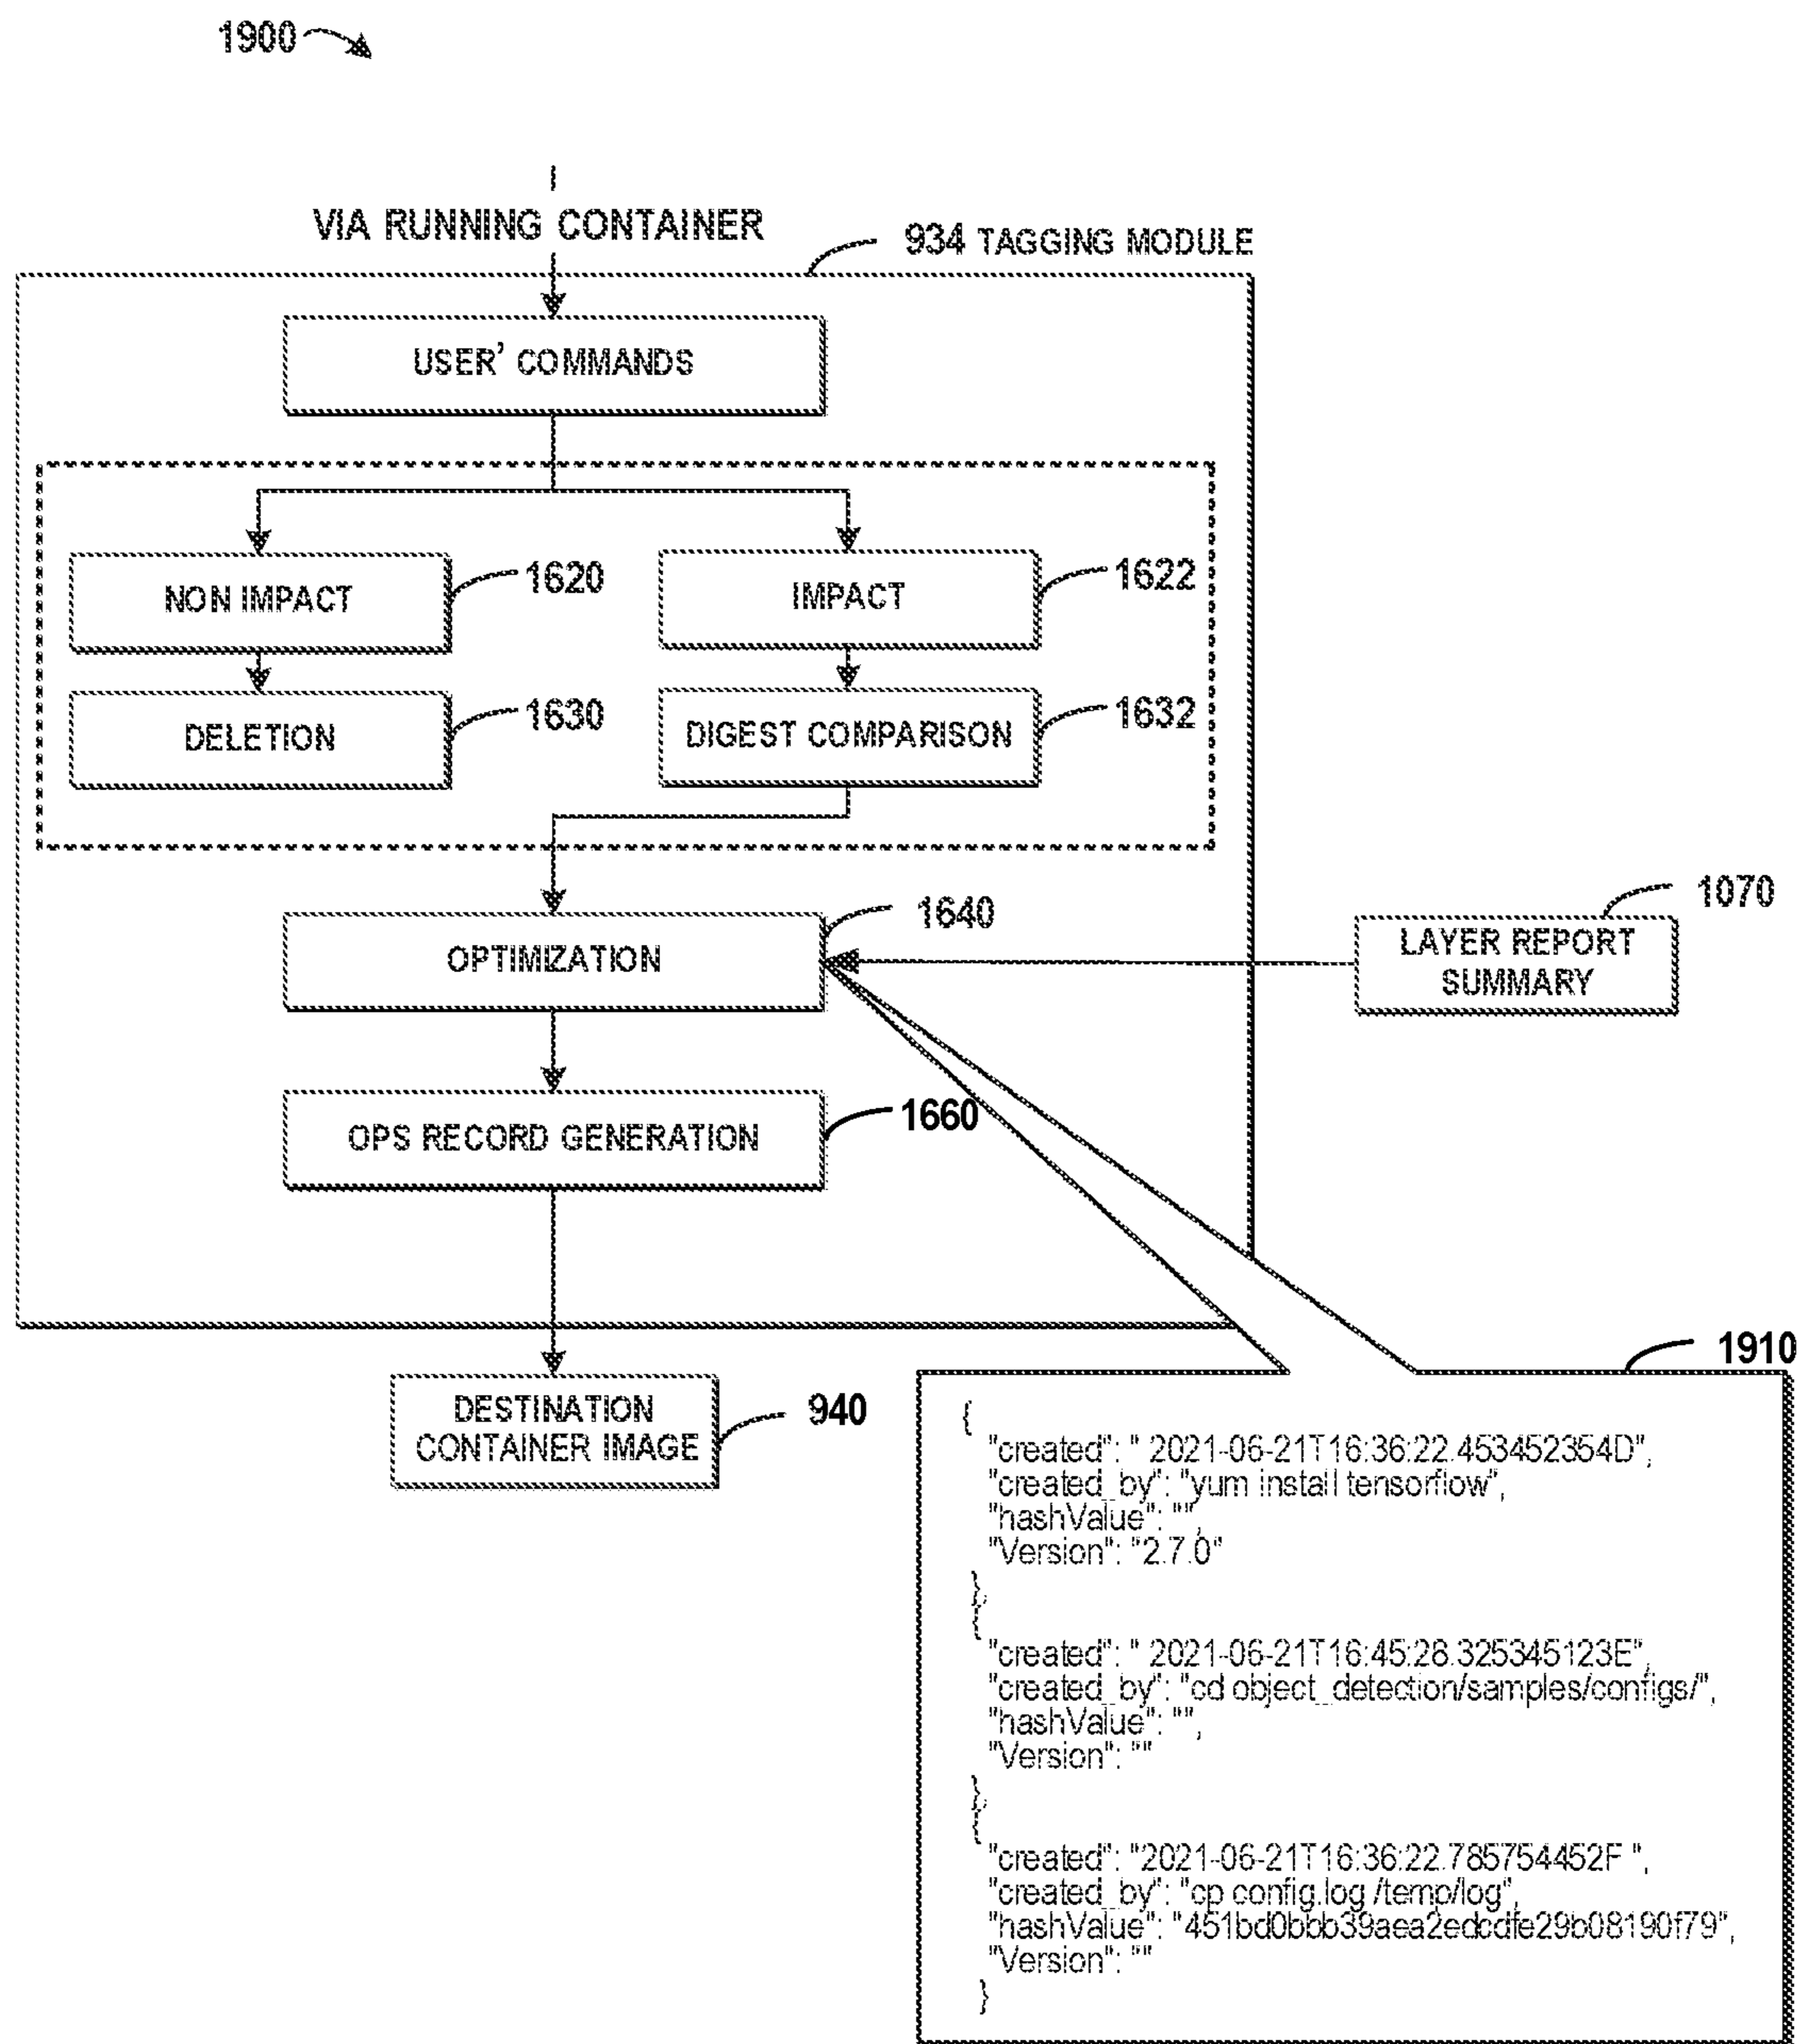 1900
VIA RUNNING CONTAINER
934 TAGGING MODULE
USER' COMMANDS
NON IMPACT
1620
IMPACT
1622
DELETION
1630
DIGEST COMPARISON
1632
OPTIMIZATION
1640
1070
LAYER REPORT
SUMMARY
OPS RECORD GENERATION
1660
DESTINATION
CONTAINER IMAGE
940
1910
{
"created": " 2021-06-21T16:36:22.453452354D",
"created_by": "yum install tensorflow",
"hashValue": "",
"Version": "2.7.0"
},
{
"created": " 2021-06-21T16:45:28.325345123E",
"created_by": "cd object_detection/samples/configs/",
"hashValue": "",
"Version": ""
},
{
"created": "2021-06-21T16:36:22.785754452F ",
"created_by": "cp config.log /temp/log",
"hashValue": "451bd0bbb39aea2edcdfe29b08190f79",
"Version": ""
}